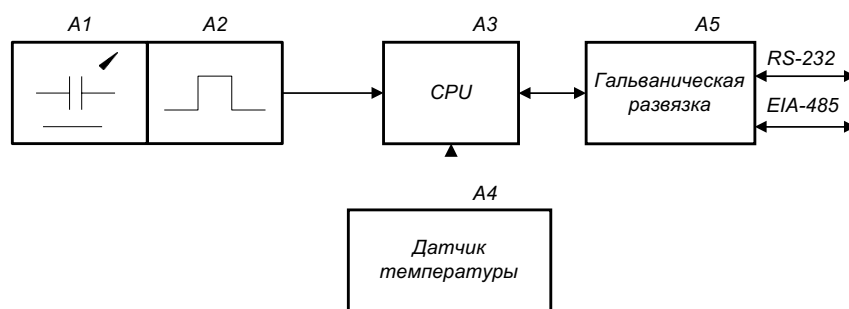 A1
A2
A3
A5
CPU
Гальваническая
развязка
RS-232
EIA-485
A4
Датчик
температуры